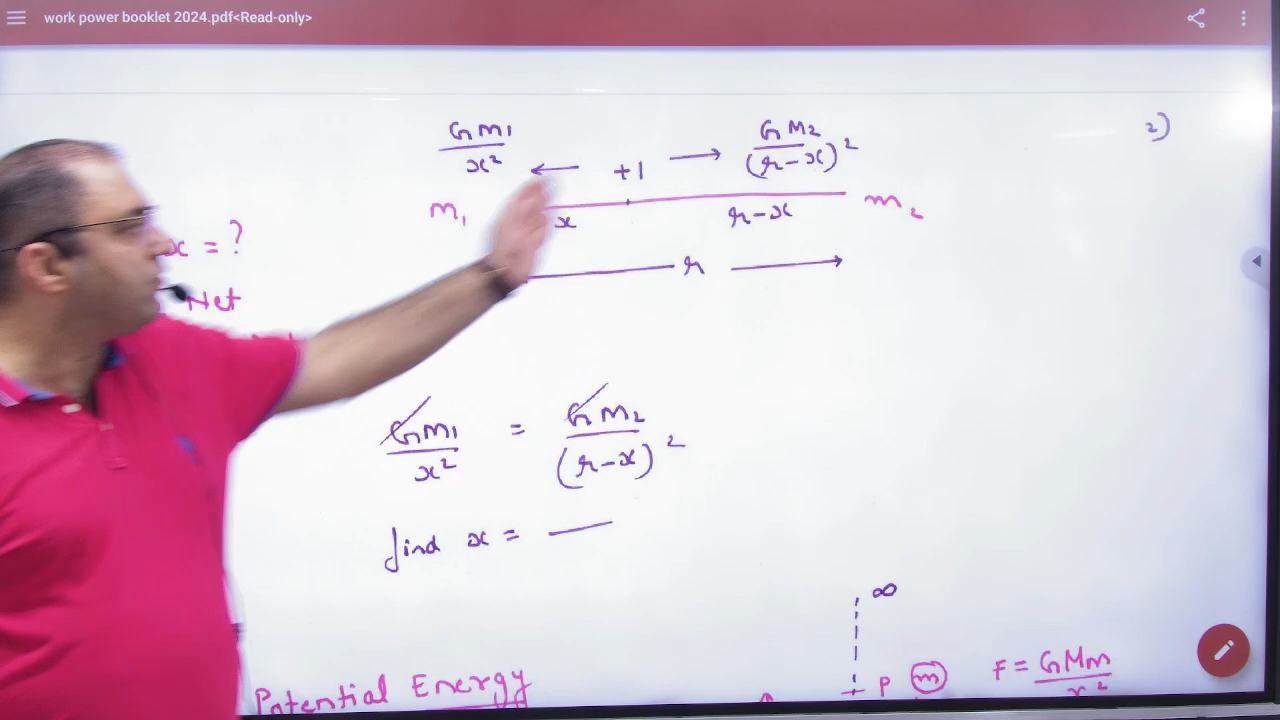 work power booklet 2024.pdf<Read-only>
Gm₁/x² ← +1 → GM₂/(r-x)²
2)
m₁ x r-x m₂
x = ?
r
Net
Gm₁/x² = GM₂/(r-x)²
find x = —
∞
Potential Energy
P m
F = GMm/r²